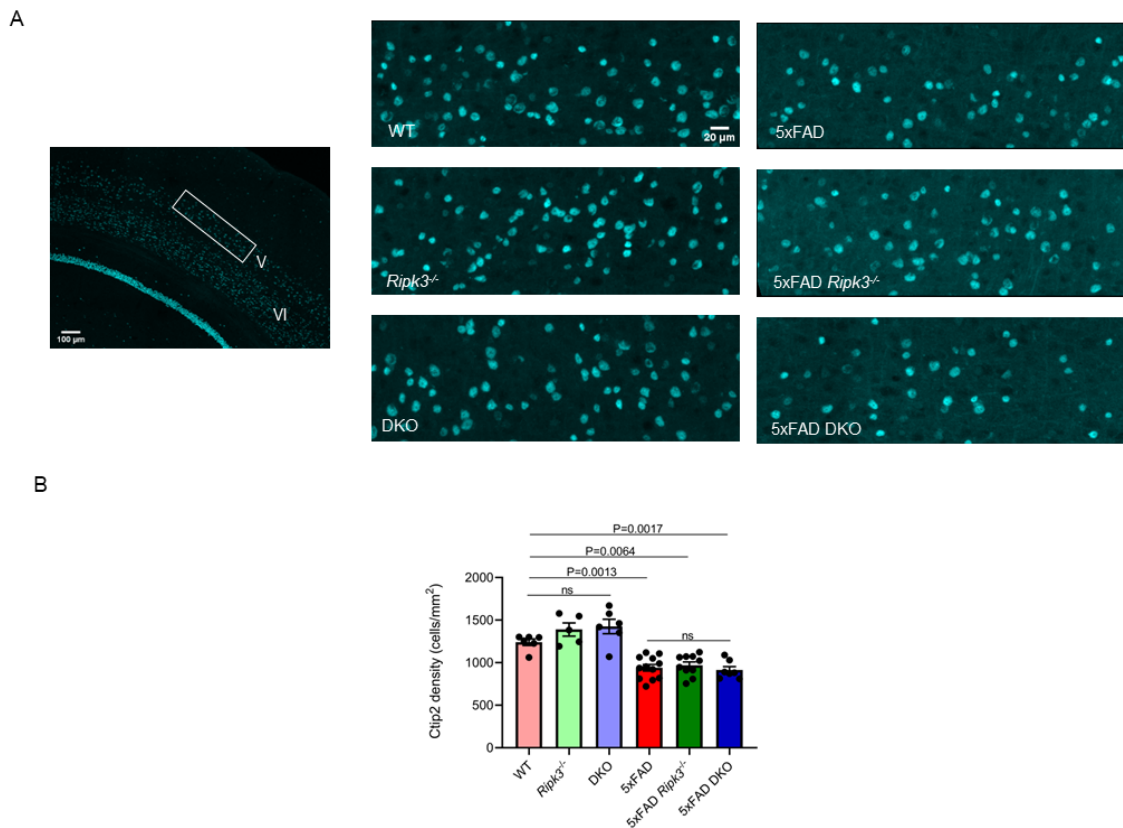 A
WT
20 µm
5xFAD
V
VI
100 µm
Ripk3-/-
5xFAD Ripk3-/-
DKO
5xFAD DKO
B
P=0.0017
P=0.0064
P=0.0013
ns
ns
2000
1500
1000
500
0
Ctip2 density (cells/mm²)
WT
Ripk3-/-
DKO
5xFAD
5xFAD Ripk3-/-
5xFAD DKO